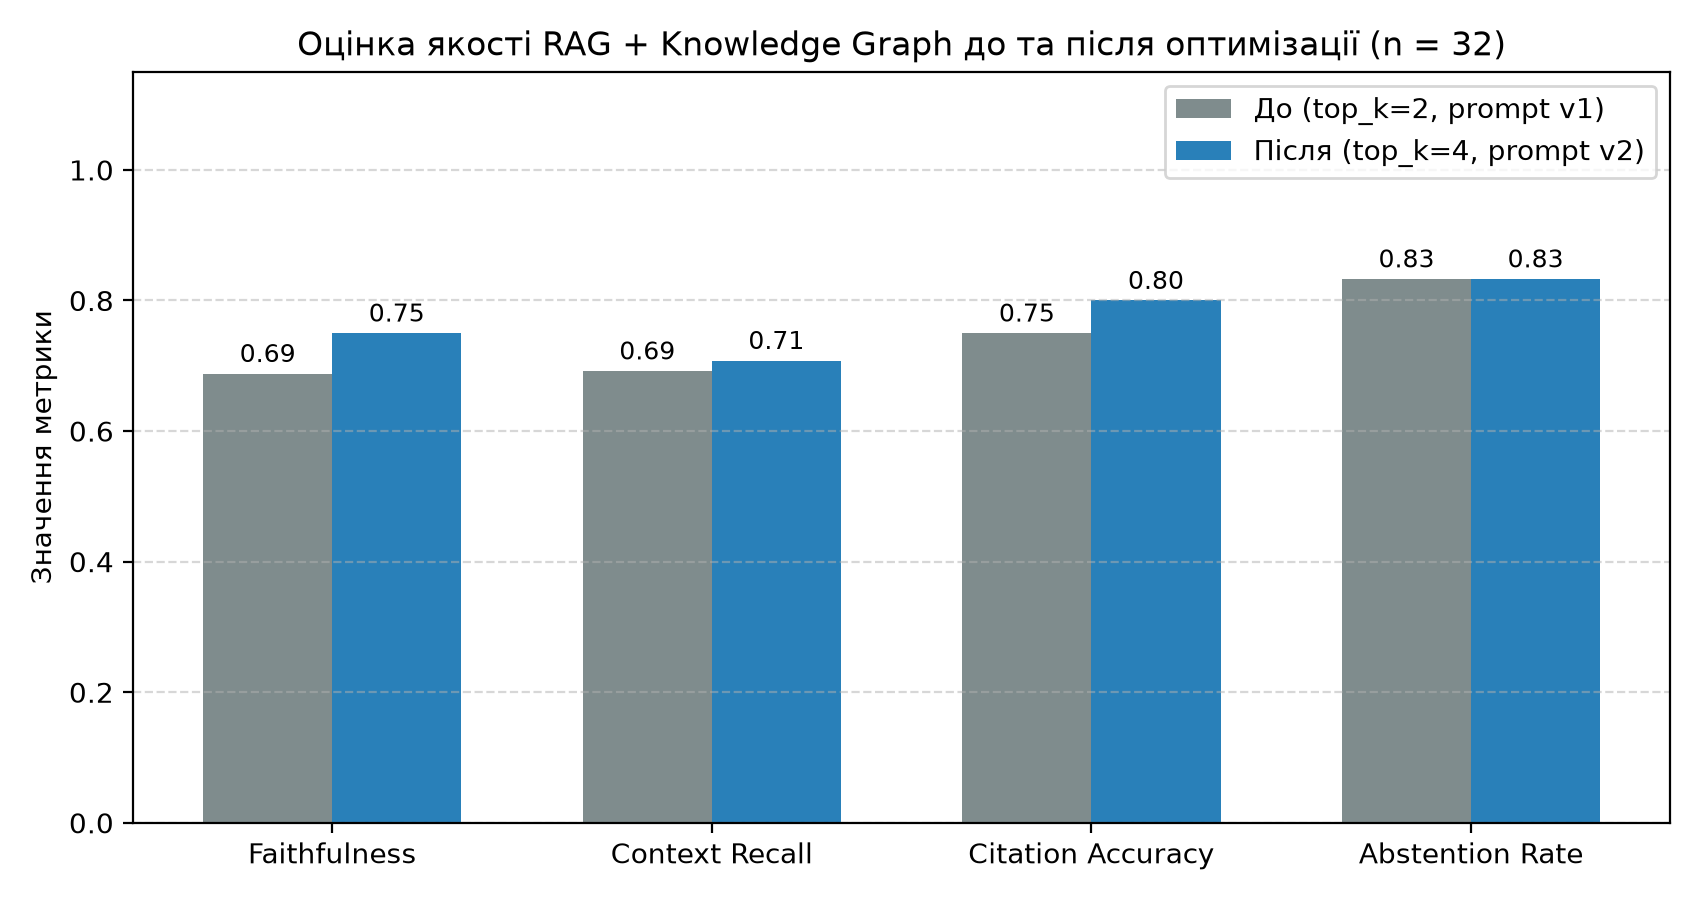 Оцінка якості RAG + Knowledge Graph до та після оптимізації (n = 32)
До (top_k=2, prompt v1)
Після (top_k=4, prompt v2)
Значення метрики
1.0
0.8
0.6
0.4
0.2
0.0
0.69
0.75
0.69
0.71
0.75
0.80
0.83
0.83
Faithfulness
Context Recall
Citation Accuracy
Abstention Rate